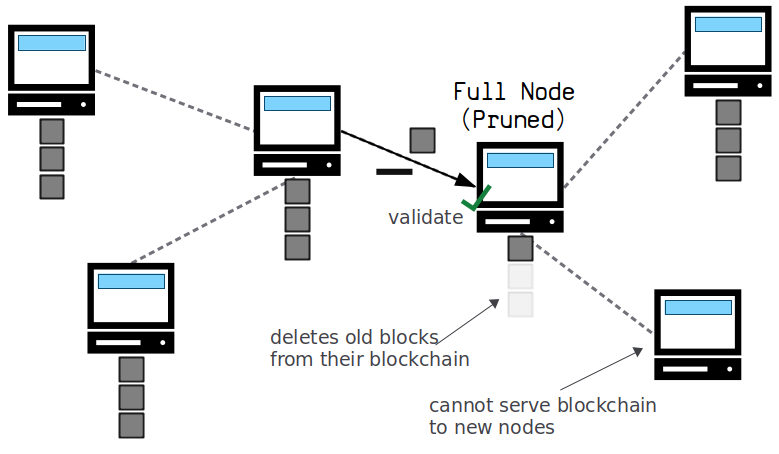 Full Node
(Pruned)
validate
deletes old blocks
from their blockchain
cannot serve blockchain
to new nodes